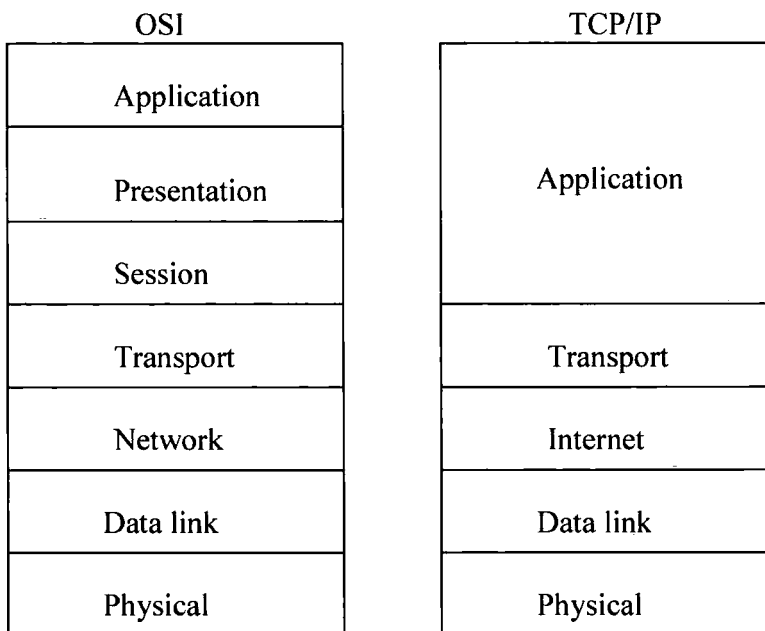 OSI
Application
Presentation
Session
Transport
Network
Data link
Physical
TCP/IP
Application
Transport
Internet
Data link
Physical